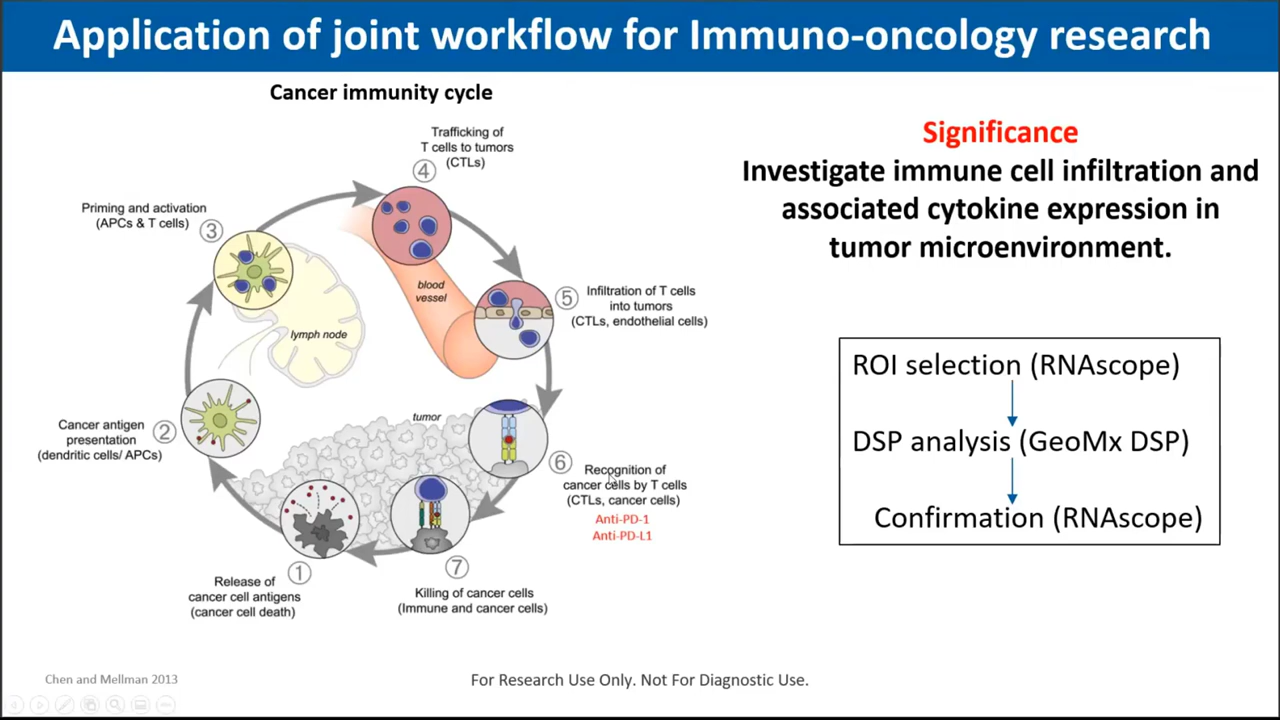 Application of joint workflow for Immuno-oncology research
Cancer immunity cycle
Trafficking of
T cells to tumors
(CTLs)
④
Priming and activation
(APCs & T cells)
③
blood
vessel
lymph node
⑤
Infiltration of T cells
into tumors
(CTLs, endothelial cells)
Cancer antigen
presentation
(dendritic cells/ APCs)
②
tumor
⑥
Recognition of
cancer cells by T cells
(CTLs, cancer cells)
Anti-PD-1
Anti-PD-L1
①
Release of
cancer cell antigens
(cancer cell death)
⑦
Killing of cancer cells
(Immune and cancer cells)
Significance
Investigate immune cell infiltration and
associated cytokine expression in
tumor microenvironment.
ROI selection (RNAscope)
DSP analysis (GeoMx DSP)
Confirmation (RNAscope)
Chen and Mellman 2013
For Research Use Only. Not For Diagnostic Use.